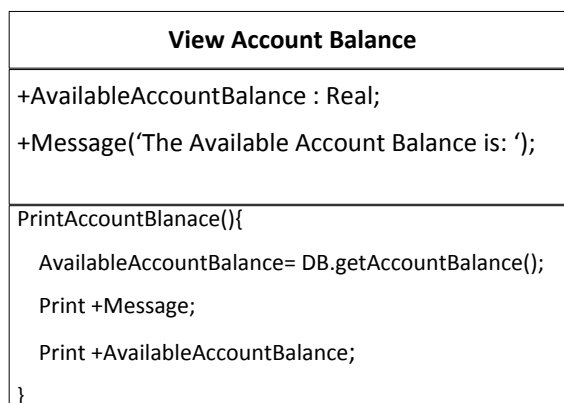 View Account Balance
+AvailableAccountBalance : Real;
+Message(‘The Available Account Balance is: ‘);
PrintAccountBlanace(){
AvailableAccountBalance= DB.getAccountBalance();
Print +Message;
Print +AvailableAccountBalance;
}